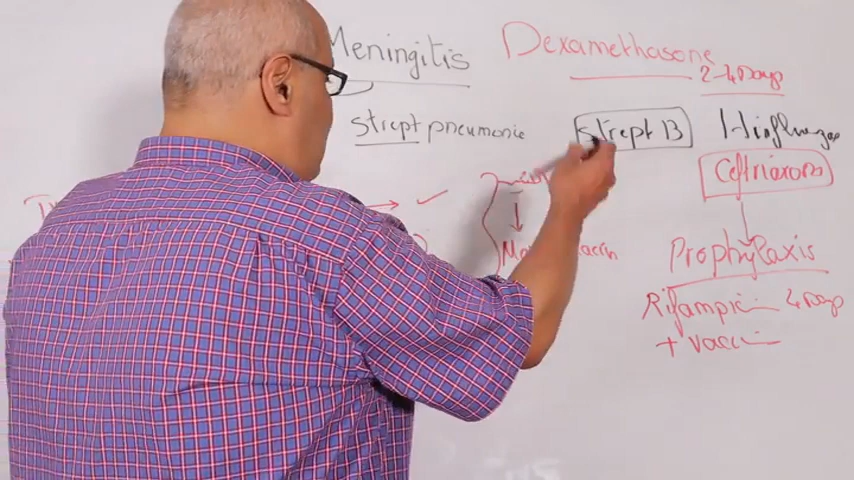 Meningitis Dexamethasone
2-4 Days
strept pneumonie strept B H influenzae
Ceftriaxone
Prophylaxis
Rifampicin 4 Days
+ vaccin